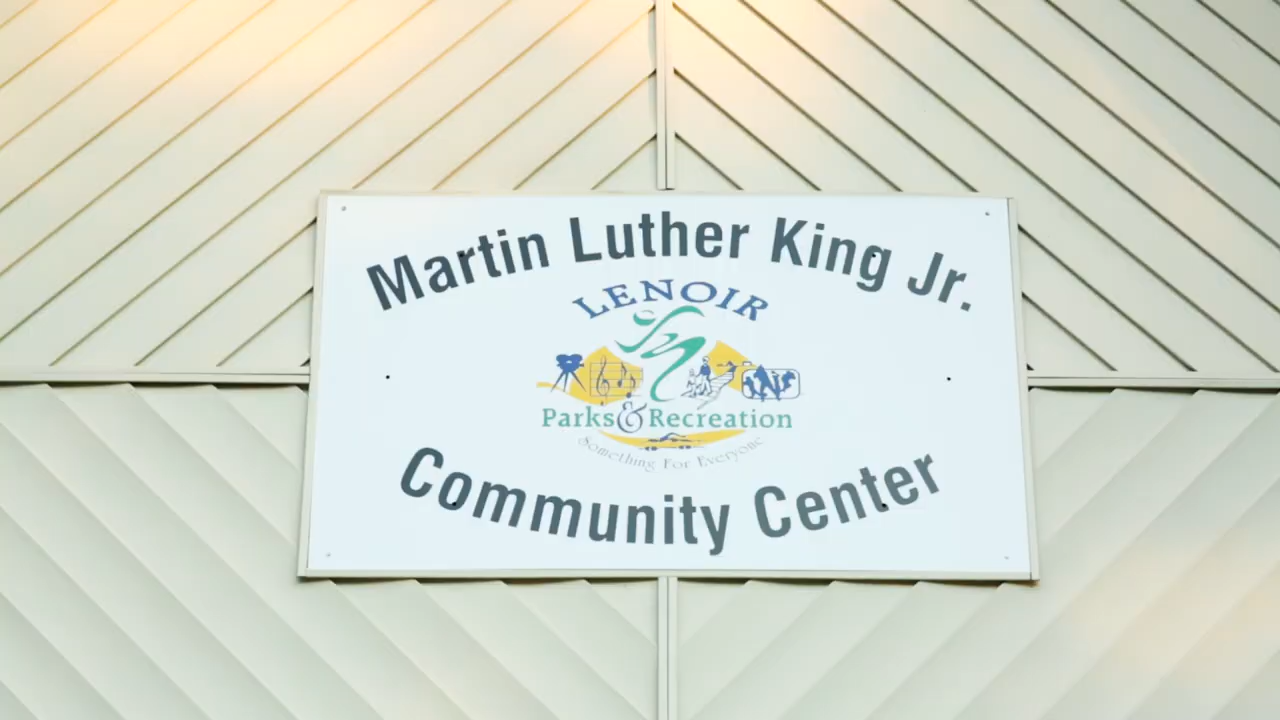 Martin Luther King Jr.
LENOIR
Parks & Recreation
Something For Everyone
Community Center